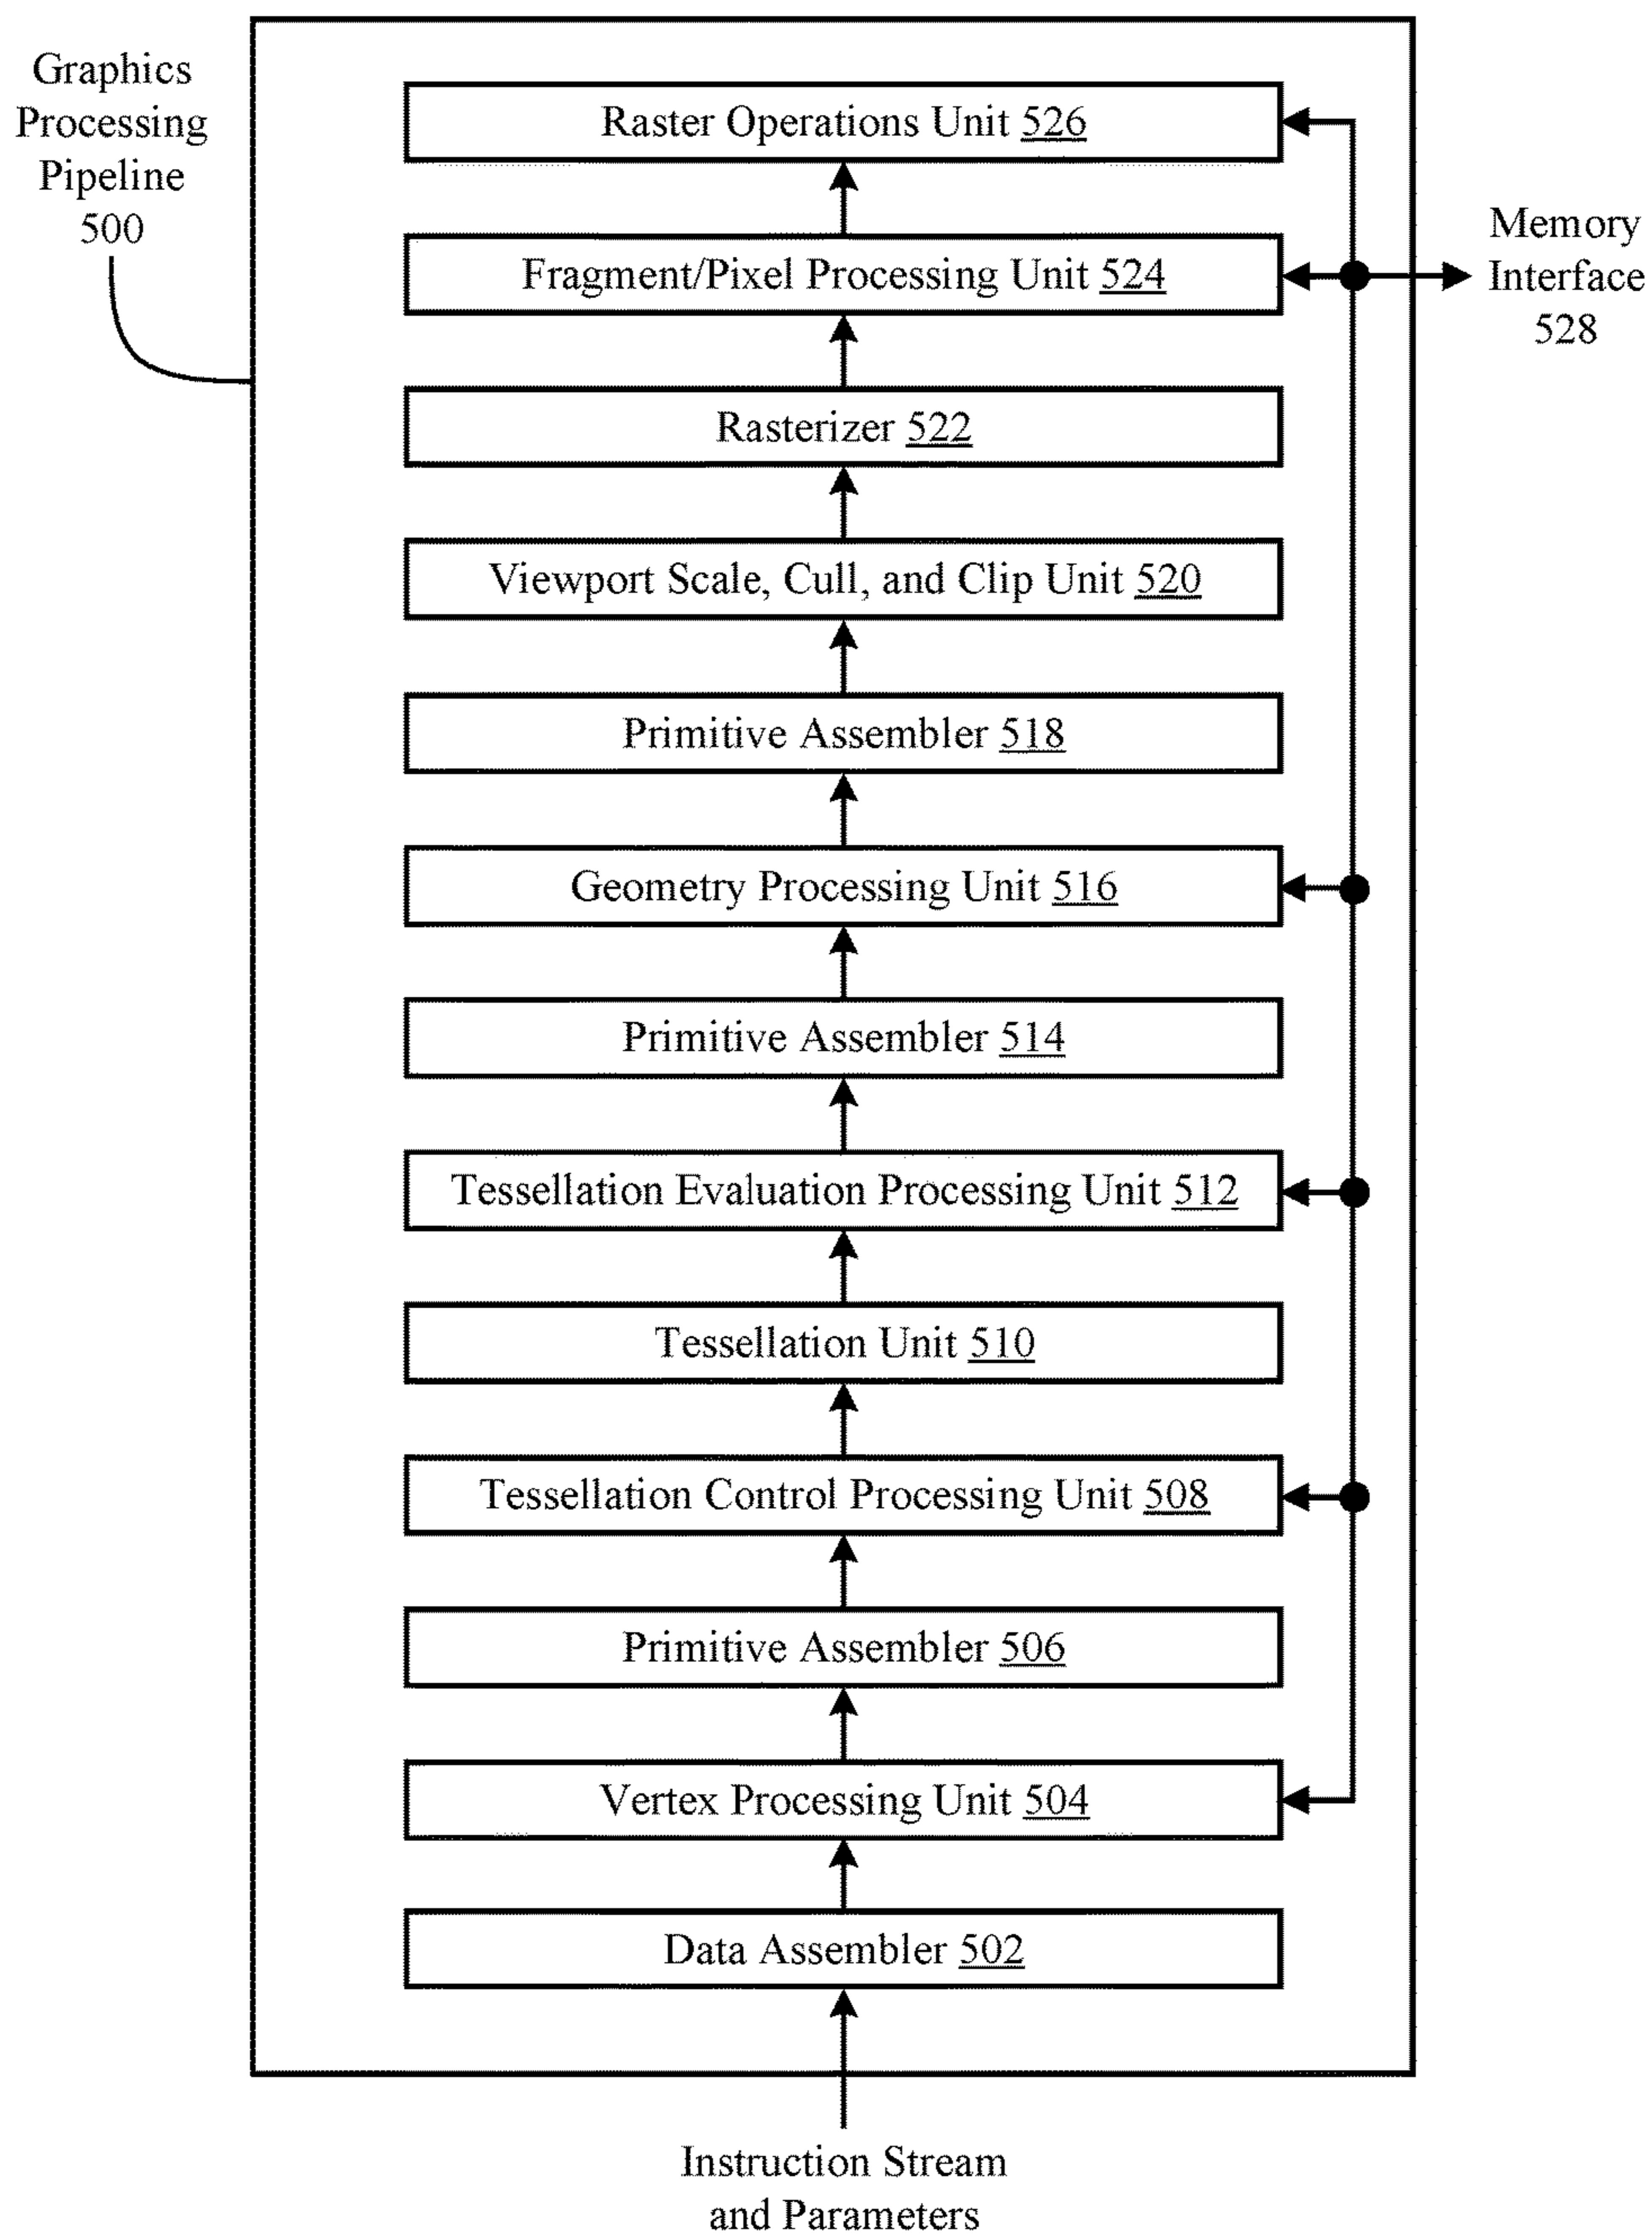 Graphics
Processing
Pipeline
500
Raster Operations Unit 526
Memory
Interface
528
Fragment/Pixel Processing Unit 524
Rasterizer 522
Viewport Scale, Cull, and Clip Unit 520
Primitive Assembler 518
Geometry Processing Unit 516
Primitive Assembler 514
Tessellation Evaluation Processing Unit 512
Tessellation Unit 510
Tessellation Control Processing Unit 508
Primitive Assembler 506
Vertex Processing Unit 504
Data Assembler 502
Instruction Stream
and Parameters